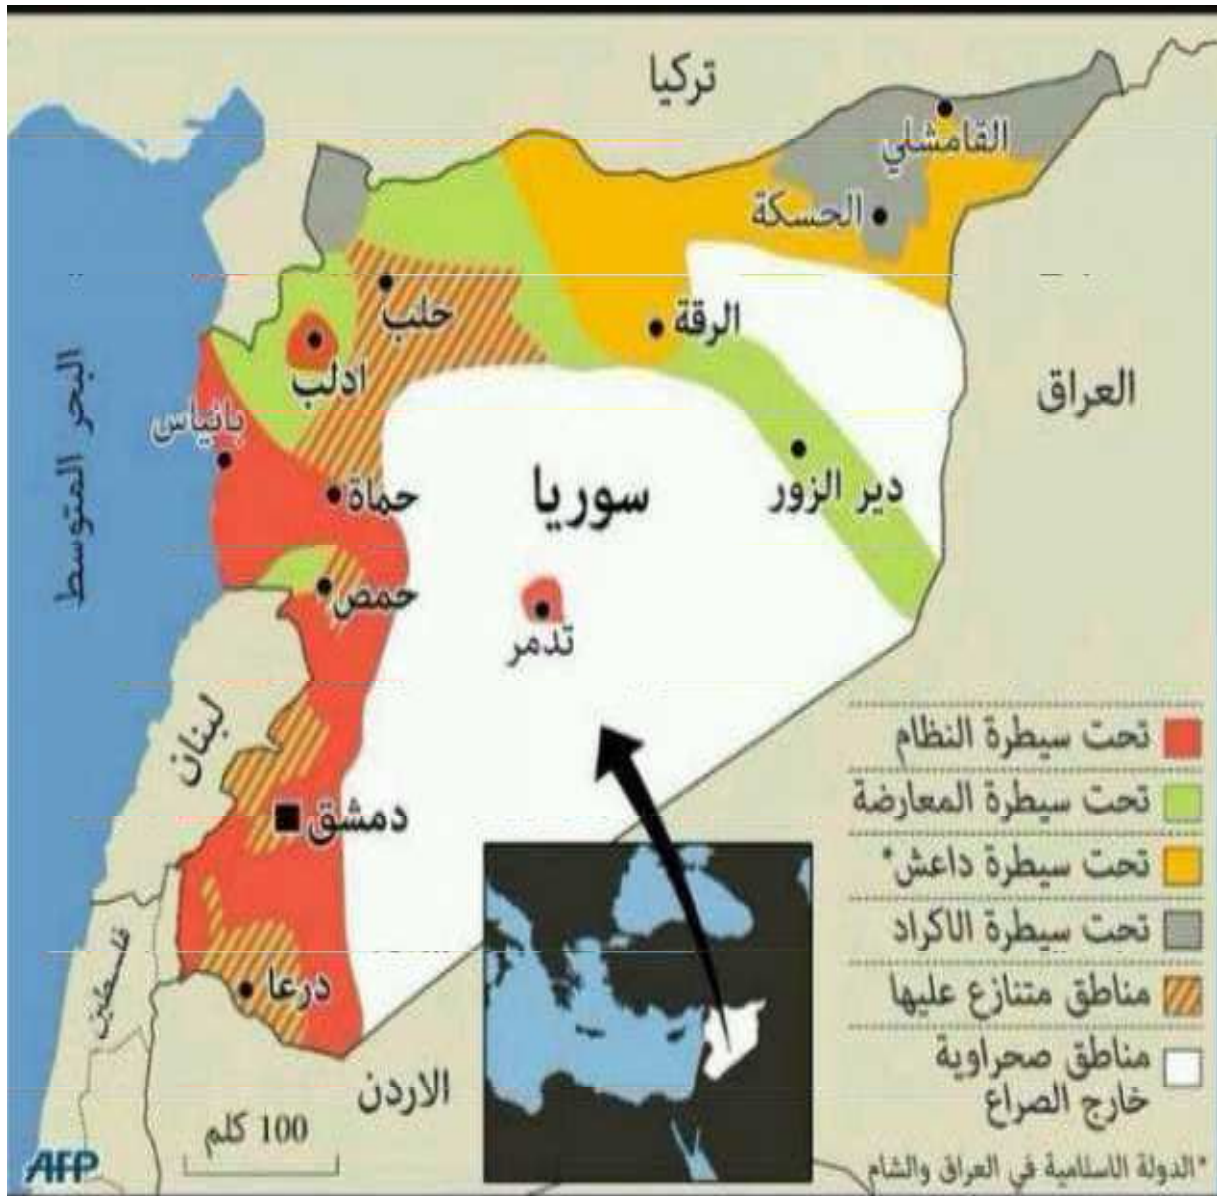 تركيا
القامشلي
الحسكة
حلب
الرقة
ادلب
العراق
بانياس
البحر المتوسط
حماة
سوريا
دير الزور
حمص
تدمر
لبنان
دمشق
فلسطين
درعا
الاردن
100 كلم
تحت سيطرة النظام
تحت سيطرة المعارضة
تحت سيطرة داعش*
تحت سيطرة الاكراد
مناطق متنازع عليها
مناطق صحراوية
خارج الصراع
*الدولة الاسلامية في العراق والشام
AFP